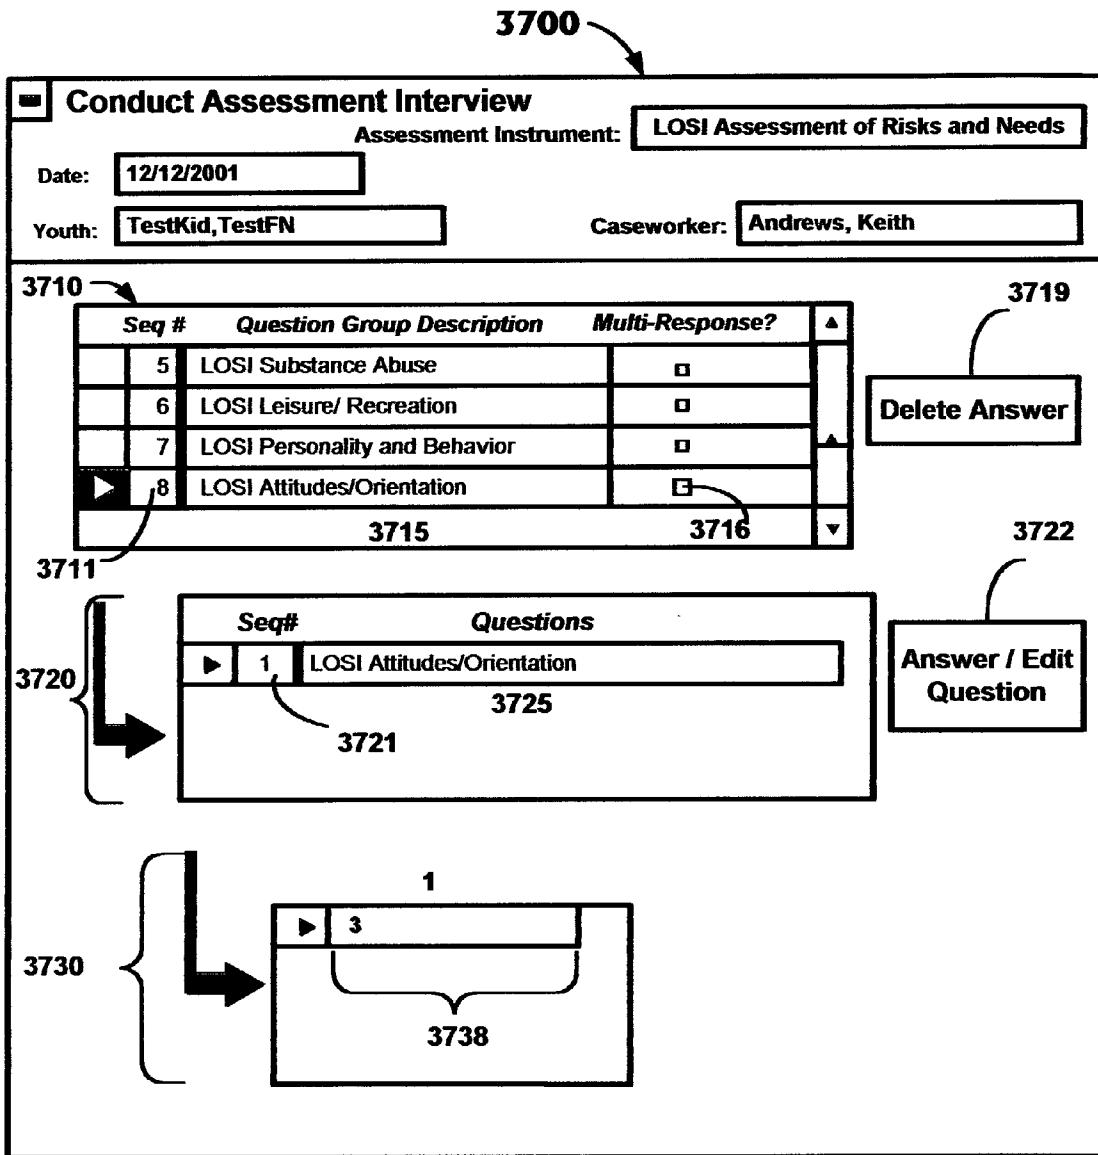 3700
Conduct Assessment Interview
Assessment Instrument: LOSI Assessment of Risks and Needs
Date: 12/12/2001
Youth: TestKid,TestFN Caseworker: Andrews, Keith
3710 3719
Seq # Question Group Description Multi-Response?
5 LOSI Substance Abuse
6 LOSI Leisure/ Recreation
Delete Answer
7 LOSI Personality and Behavior
8 LOSI Attitudes/Orientation
3715 3716 3722
3711
Seq# Questions
1 LOSI Attitudes/Orientation
Answer / Edit
Question
3720
3725
3721
1
3
3730
3738